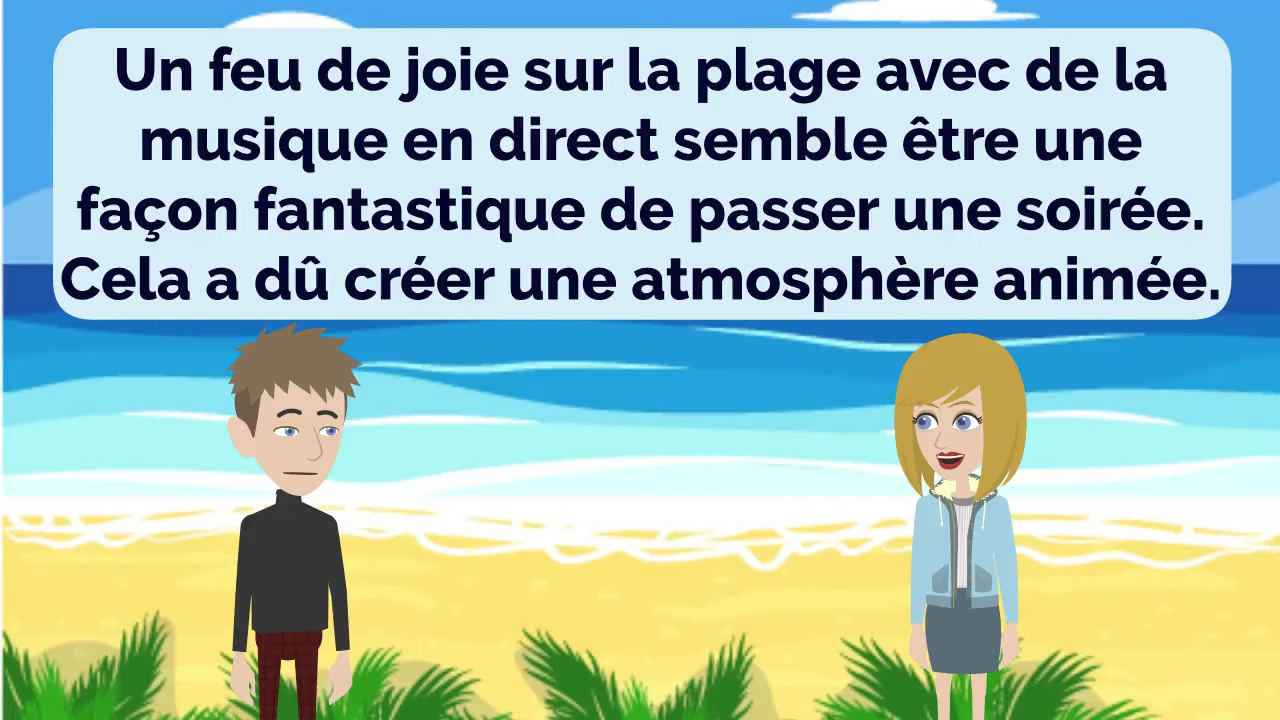 Un feu de joie sur la plage avec de la
musique en direct semble être une
façon fantastique de passer une soirée.
Cela a dû créer une atmosphère animée.